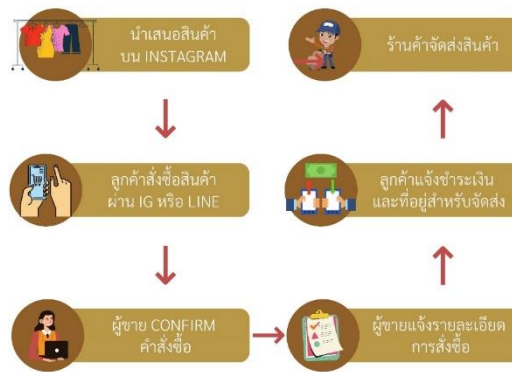 นำเสนอสินค้า
บน INSTAGRAM
ลูกค้าสั่งซื้อสินค้า
ผ่าน IG หรือ LINE
ผู้ขาย CONFIRM
คำสั่งซื้อ
ผู้ขายแจ้งรายละเอียด
การสั่งซื้อ
ลูกค้าแจ้งชำระเงิน
และที่อยู่สำหรับจัดส่ง
ร้านค้าจัดส่งสินค้า